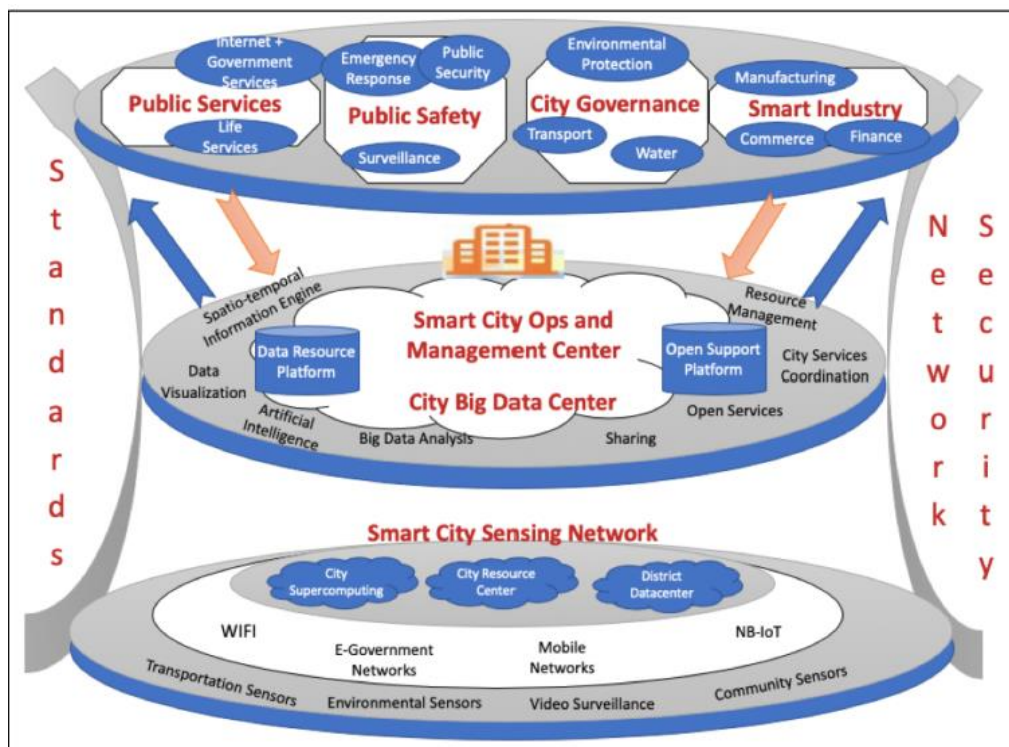 Internet +
Government
Services
Public Services
Life
Services
Emergency
Response
Public
Security
Public Safety
Surveillance
Environmental
Protection
City Governance
Transport
Water
Manufacturing
Smart Industry
Commerce
Finance
Standards
Network
Security
Spatio-temporal
Information Engine
Data Resource
Platform
Data
Visualization
Artificial
Intelligence
Big Data Analysis
Smart City Ops and
Management Center
City Big Data Center
Sharing
Open Support
Platform
Resource
Management
City Services
Coordination
Open Services
Smart City Sensing Network
City
Supercomputing
City Resource
Center
District
Datacenter
WIFI
E-Government
Networks
Mobile
Networks
NB-IoT
Transportation Sensors
Environmental Sensors
Video Surveillance
Community Sensors